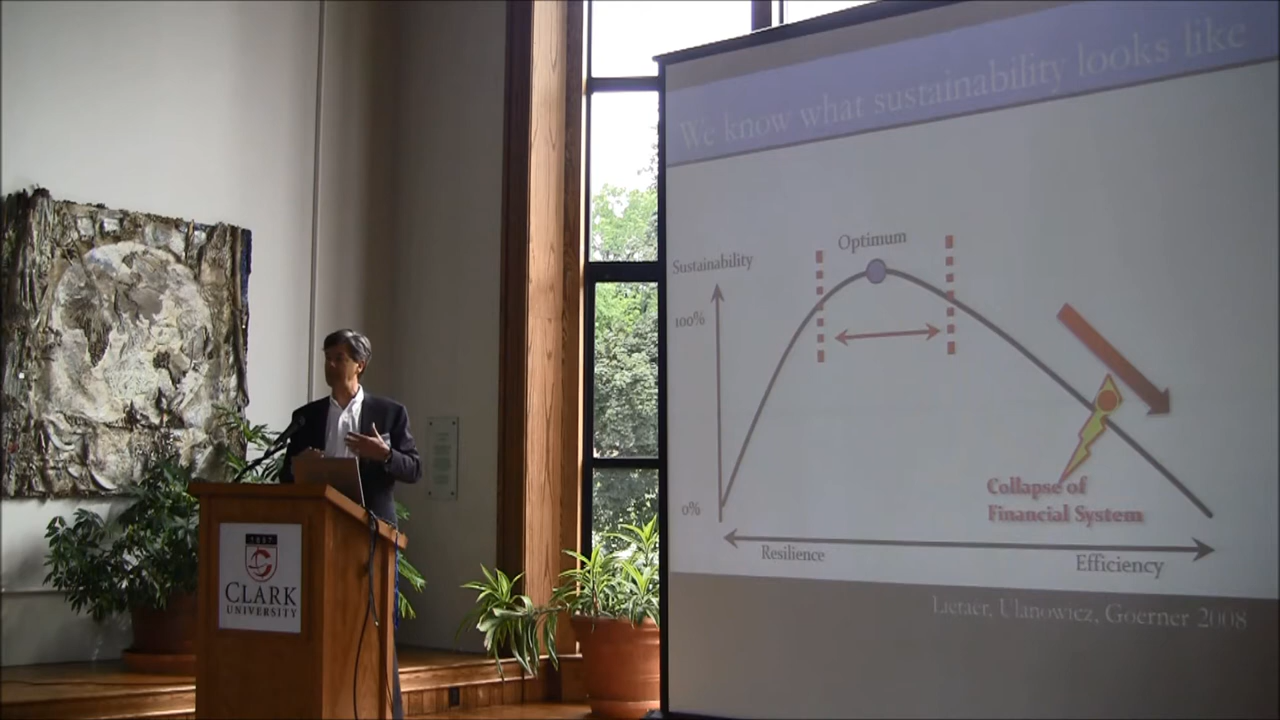 We know what sustainability looks like
Optimum
Sustainability
100%
0%
Collapse of
Financial System
Resilience
Efficiency
Lietaer, Ulanowicz, Goerner 2008
1887
CLARK
UNIVERSITY